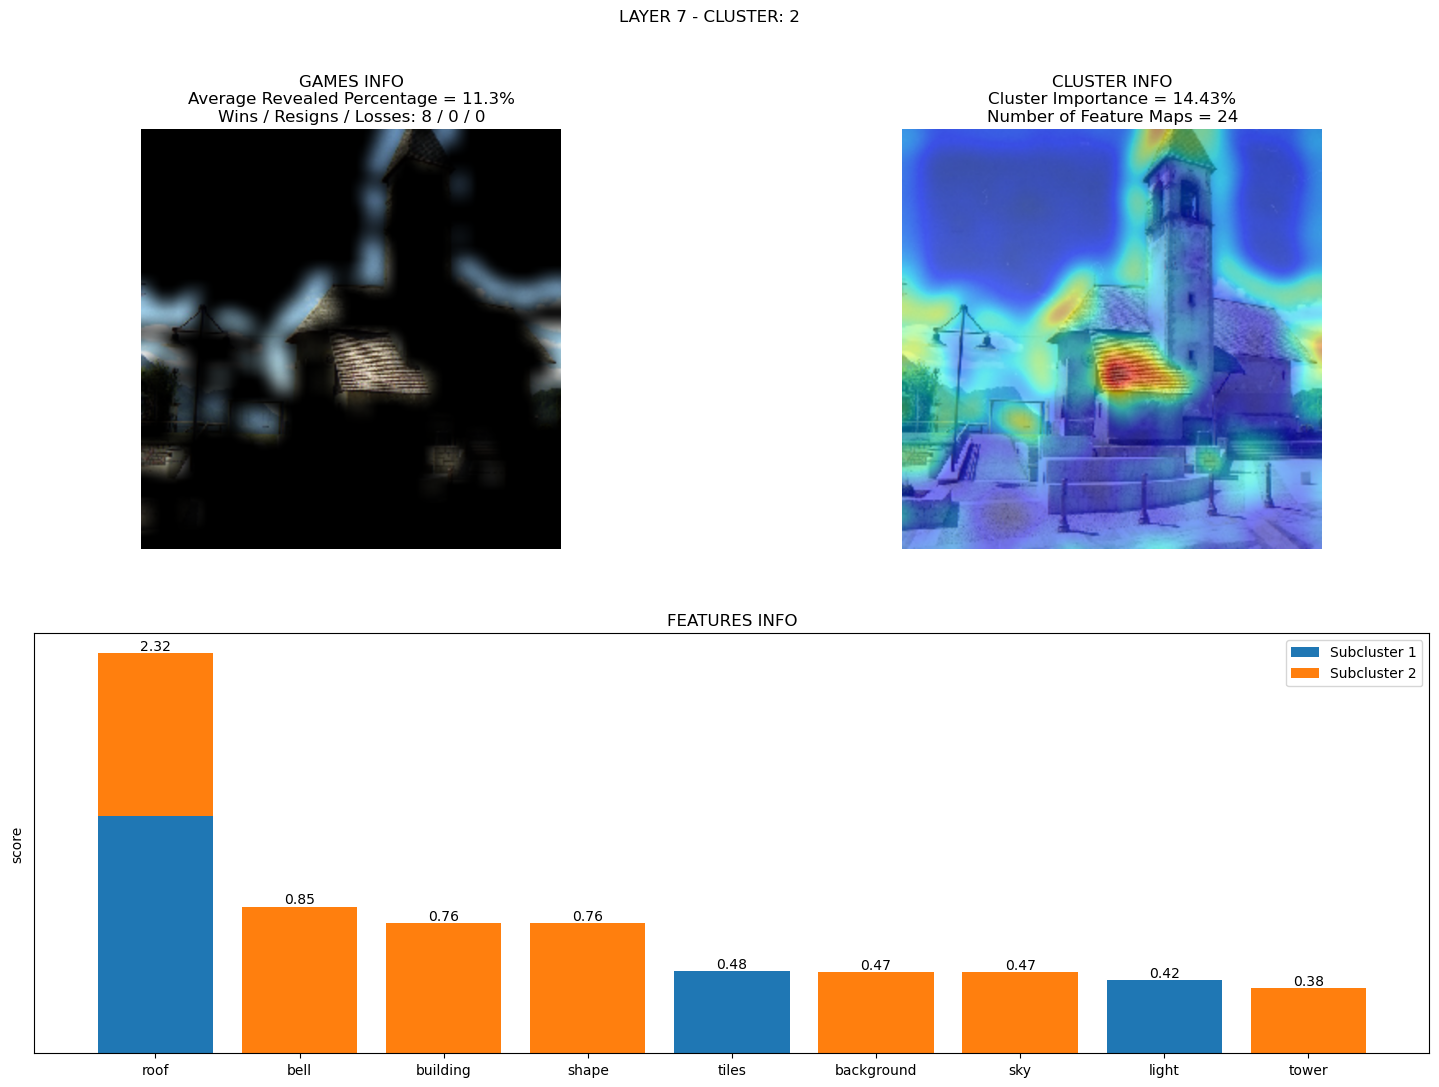 LAYER 7 - CLUSTER: 2
GAMES INFO
Average Revealed Percentage = 11.3%
Wins / Resigns / Losses: 8 / 0 / 0
CLUSTER INFO
Cluster Importance = 14.43%
Number of Feature Maps = 24
FEATURES INFO
score
Subcluster 1
Subcluster 2
2.32
0.85
0.76
0.76
0.48
0.47
0.47
0.42
0.38
roof
bell
building
shape
tiles
background
sky
light
tower